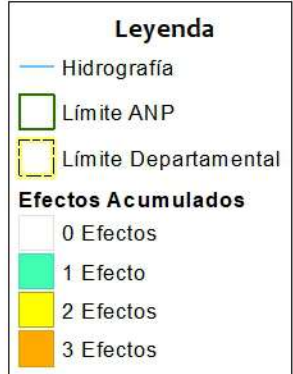 Leyenda
Hidrografía
Límite ANP
Límite Departamental
Efectos Acumulados
0 Efectos
1 Efecto
2 Efectos
3 Efectos